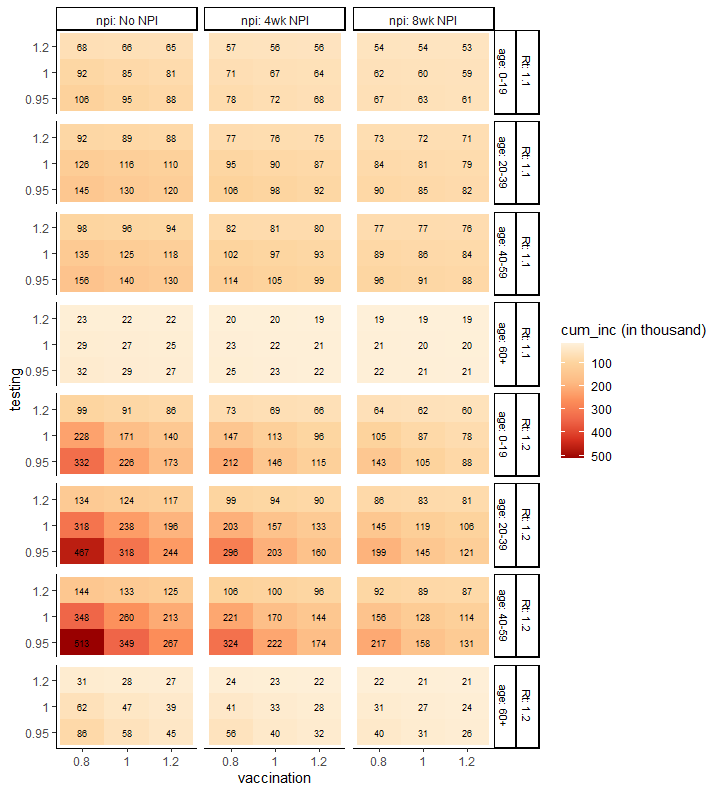 npi: No NPI npi: 4wk NPI npi: 8wk NPI
1.2 68 66 65 57 56 56 54 54 53
1 92 85 81 71 67 64 62 60 59
0.95 106 95 88 78 72 68 67 63 61
age: 0-19 Rt: 1.1
1.2 92 89 88 77 76 75 73 72 71
1 126 116 110 95 90 87 84 81 79
0.95 145 130 120 106 98 92 90 85 82
age: 20-39 Rt: 1.1
1.2 98 96 94 82 81 80 77 77 76
1 135 125 118 102 97 93 89 86 84
0.95 156 140 130 114 105 99 96 91 88
age: 40-59 Rt: 1.1
1.2 23 22 22 20 20 19 19 19 19
1 29 27 25 23 22 21 21 20 20
0.95 32 29 27 25 23 22 22 21 21
age: 60+ Rt: 1.1
1.2 99 91 86 73 69 66 64 62 60
1 228 171 140 147 113 96 105 87 78
0.95 332 226 173 212 146 115 143 105 88
age: 0-19 Rt: 1.2
1.2 134 124 117 99 94 90 86 83 81
1 318 238 196 203 157 133 145 119 106
0.95 467 318 244 296 203 160 199 145 121
age: 20-39 Rt: 1.2
1.2 144 133 125 106 100 96 92 89 87
1 348 260 213 221 170 144 156 128 114
0.95 513 349 267 324 222 174 217 158 131
age: 40-59 Rt: 1.2
1.2 31 28 27 24 23 22 22 21 21
1 62 47 39 41 33 28 31 27 24
0.95 86 58 45 56 40 32 40 31 26
age: 60+ Rt: 1.2
0.8 1 1.2 0.8 1 1.2 0.8 1 1.2
vaccination
testing
cum_inc (in thousand)
100
200
300
400
500